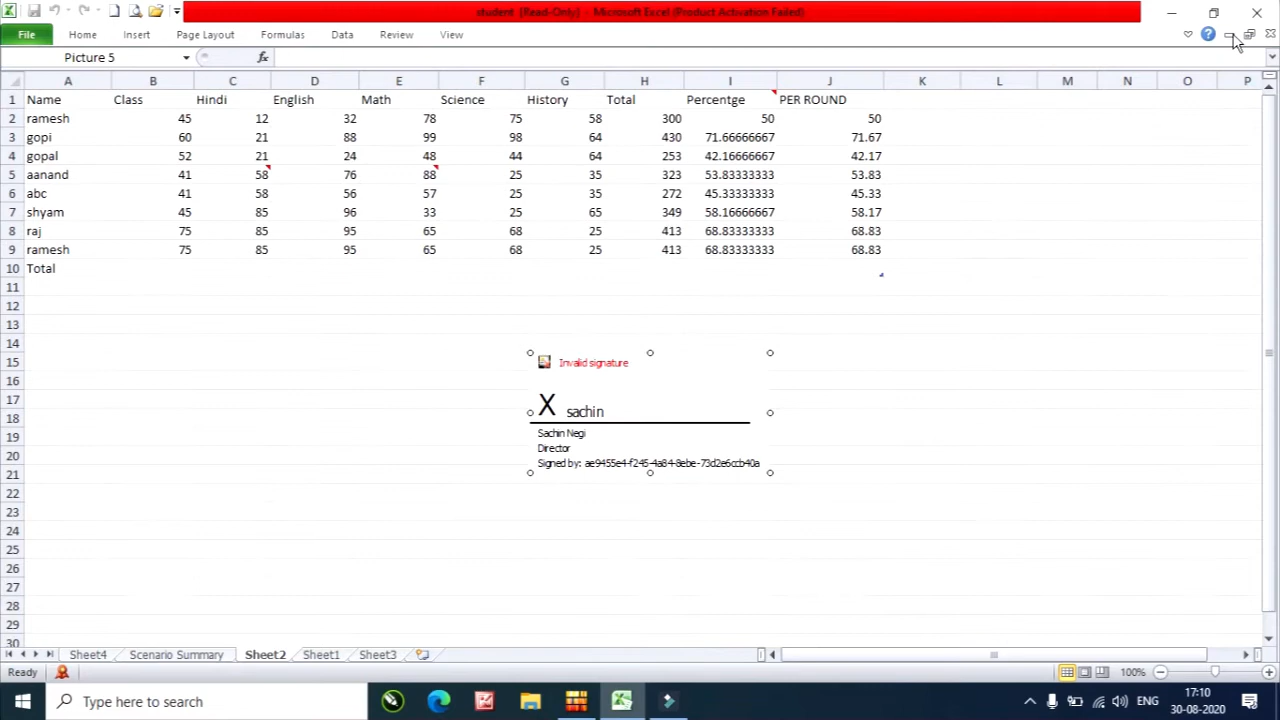 student [Read-Only] - Microsoft Excel (Product Activation Failed)
File Home Insert Page Layout Formulas Data Review View
Picture 5 fx
A B C D E F G H I J K L M N O P
1 Name Class Hindi English Math Science History Total Percentge PER ROUND
2 ramesh 45 12 32 78 75 58 300 50 50
3 gopi 60 21 88 99 98 64 430 71.66666667 71.67
4 gopal 52 21 24 48 44 64 253 42.16666667 42.17
5 aanand 41 58 76 88 25 35 323 53.83333333 53.83
6 abc 41 58 56 57 25 35 272 45.33333333 45.33
7 shyam 45 85 96 33 25 65 349 58.16666667 58.17
8 raj 75 85 95 65 68 25 413 68.83333333 68.83
9 ramesh 75 85 95 65 68 25 413 68.83333333 68.83
10 Total
11
12
13
14
15 Invalid signature
16
17
18 X sachin
19 Sachin Negi
20 Director
21 Signed by: ae9455e4-f245-4a84-8ebe-73d2e6ccb40a
22
23
24
25
26
27
28
29
30
Sheet4 Scenario Summary Sheet2 Sheet1 Sheet3
Ready 100%
Type here to search ENG 17:10
30-08-2020